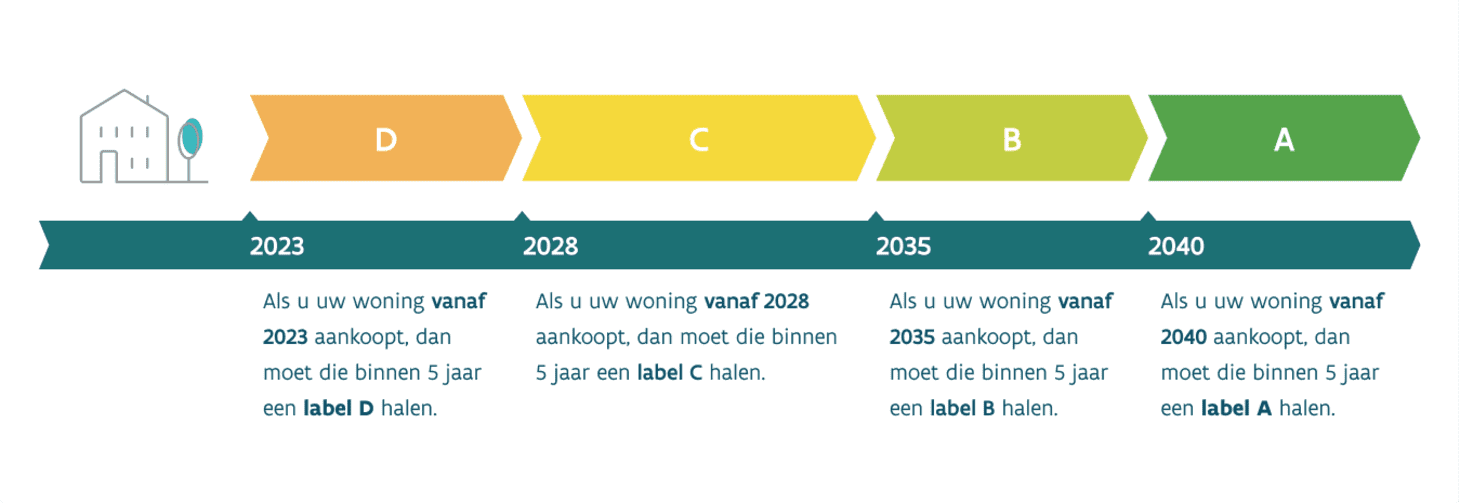 D
C
B
A
2023
2028
2035
2040
Als u uw woning vanaf
2023 aankoopt, dan
moet die binnen 5 jaar
een label D halen.
Als u uw woning vanaf 2028
aankoopt, dan moet die binnen
5 jaar een label C halen.
Als u uw woning vanaf
2035 aankoopt, dan
moet die binnen 5 jaar
een label B halen.
Als u uw woning vanaf
2040 aankoopt, dan
moet die binnen 5 jaar
een label A halen.